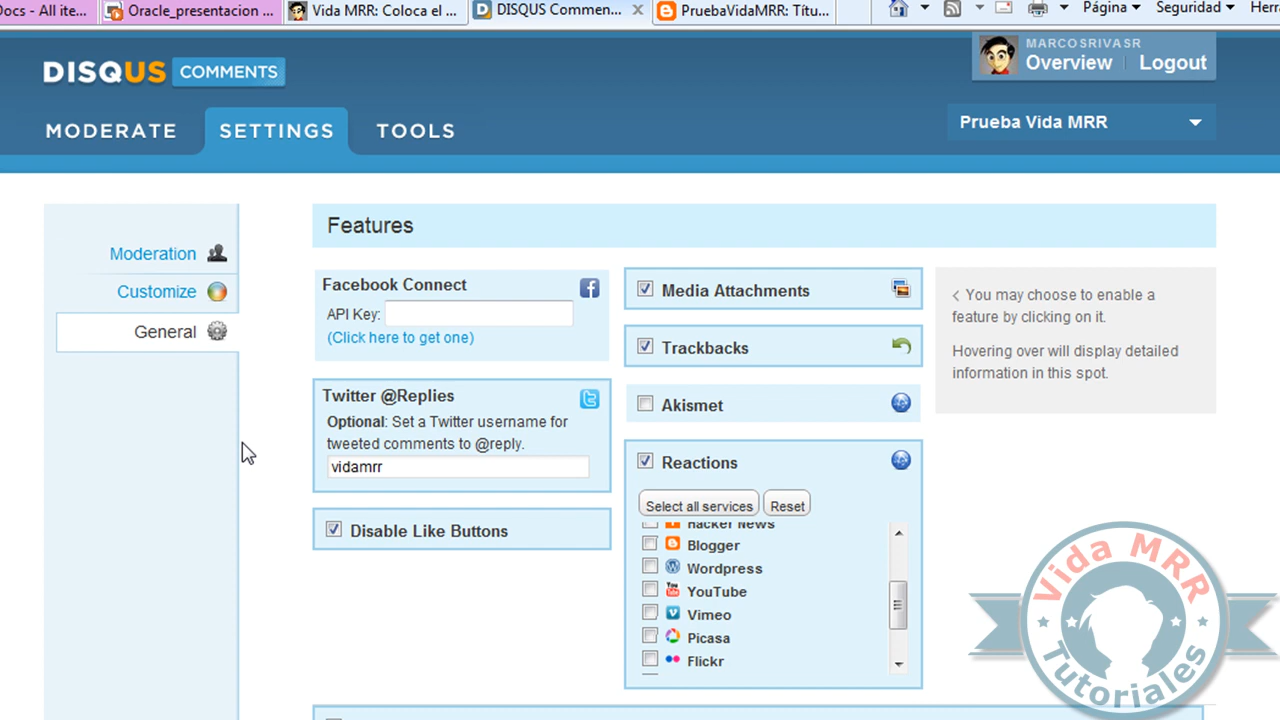 Docs - All ite...
Oracle_presentacion ...
Vida MRR: Coloca el ...
DISQUS Commen...
PruebaVidaMRR: Títu...
Página
Seguridad
Herr
DISQUS COMMENTS
MARCOSRIVASR
Overview
Logout
MODERATE
SETTINGS
TOOLS
Prueba Vida MRR
Moderation
Customize
General
Features
Facebook Connect
API Key:
(Click here to get one)
Twitter @Replies
Optional: Set a Twitter username for
tweeted comments to @reply.
vidamrr
Disable Like Buttons
Media Attachments
Trackbacks
Akismet
Reactions
Select all services
Reset
Hacker News
Blogger
Wordpress
YouTube
Vimeo
Picasa
Flickr
You may choose to enable a
feature by clicking on it.
Hovering over will display detailed
information in this spot.
Vida MRR
Tutoriales